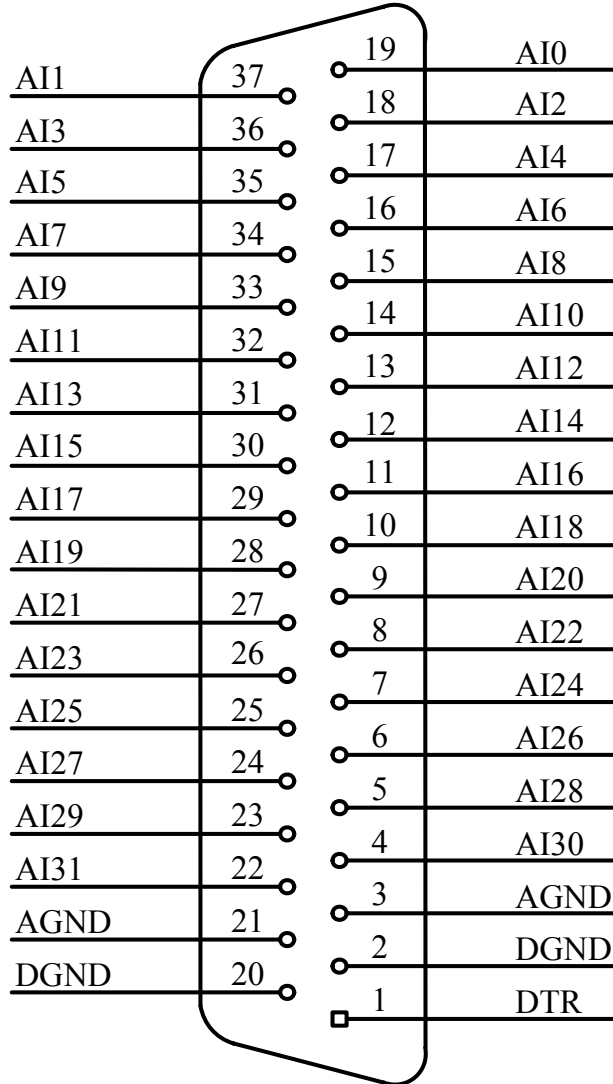 19 AI0
AI1 37
18 AI2
AI3 36
17 AI4
AI5 35
16 AI6
AI7 34
15 AI8
AI9 33
14 AI10
AI11 32
13 AI12
AI13 31
12 AI14
AI15 30
11 AI16
AI17 29
10 AI18
AI19 28
9 AI20
AI21 27
8 AI22
AI23 26
7 AI24
AI25 25
6 AI26
AI27 24
5 AI28
AI29 23
4 AI30
AI31 22
3 AGND
AGND 21
2 DGND
DGND 20
1 DTR